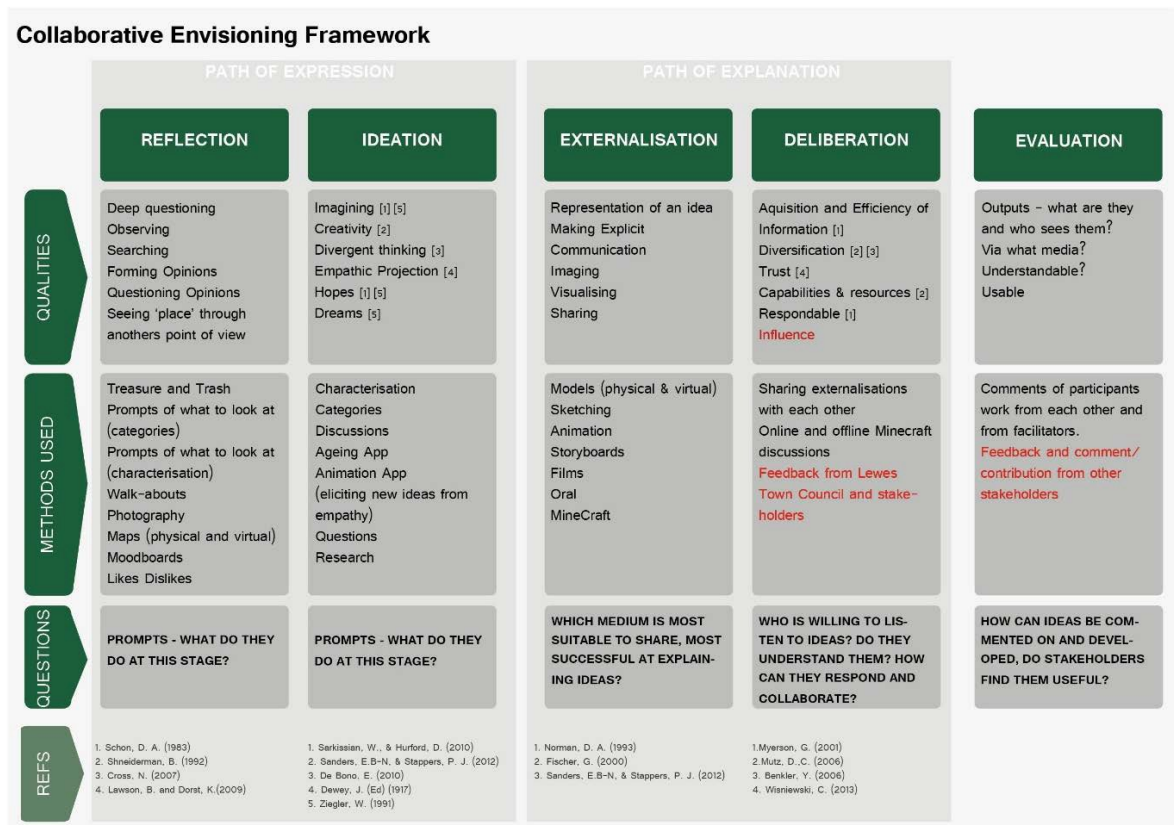 Collaborative Envisioning Framework
PATH OF EXPRESSION
PATH OF EXPLANATION
REFLECTION
IDEATION
EXTERNALISATION
DELIBERATION
EVALUATION
QUALITIES
Deep questioning
Observing
Searching
Forming Opinions
Questioning Opinions
Seeing 'place' through
anothers point of view
Imagining [1] [5]
Creativity [2]
Divergent thinking [3]
Empathic Projection [4]
Hopes [1] [5]
Dreams [5]
Representation of an idea
Making Explicit
Communication
Imaging
Visualising
Sharing
Aquisition and Efficiency of
Information [1]
Diversification [2] [3]
Trust [4]
Capabilities & resources [2]
Respondable [1]
Influence
Outputs - what are they
and who sees them?
Via what media?
Understandable?
Usable
METHODS USED
Treasure and Trash
Prompts of what to look at
(categories)
Prompts of what to look at
(characterisation)
Walk-abouts
Photography
Maps (physical and virtual)
Moodboards
Likes Dislikes
Characterisation
Categories
Discussions
Ageing App
Animation App
(eliciting new ideas from
empathy)
Questions
Research
Models (physical & virtual)
Sketching
Animation
Storyboards
Films
Oral
MineCraft
Sharing externalisations
with each other
Online and offline Minecraft
discussions
Feedback from Lewes
Town Council and stake-
holders
Comments of participants
work from each other and
from facilitators.
Feedback and comment/
contribution from other
stakeholders
QUESTIONS
PROMPTS - WHAT DO THEY
DO AT THIS STAGE?
PROMPTS - WHAT DO THEY
DO AT THIS STAGE?
WHICH MEDIUM IS MOST
SUITABLE TO SHARE, MOST
SUCCESSFUL AT EXPLAIN-
ING IDEAS?
WHO IS WILLING TO LIS-
TEN TO IDEAS? DO THEY
UNDERSTAND THEM? HOW
CAN THEY RESPOND AND
COLLABORATE?
HOW CAN IDEAS BE COM-
MENTED ON AND DEVEL-
OPED, DO STAKEHOLDERS
FIND THEM USEFUL?
REFS
1. Schon, D. A. (1983)
2. Shneiderman, B. (1992)
3. Cross, N. (2007)
4. Lawson, B. and Dorst, K.(2009)
1. Sarkissian, W., & Hurford, D. (2010)
2. Sanders, E.B-N, & Stappers, P. J. (2012)
3. De Bono, E. (2010)
4. Dewey, J. (Ed) (1917)
5. Ziegler, W. (1991)
1. Norman, D. A. (1993)
2. Fischer, G. (2000)
3. Sanders, E.B-N, & Stappers, P. J. (2012)
1.Myerson, G. (2001)
2.Mutz, D.,C. (2006)
3. Benkler, Y. (2006)
4. Wisniewski, C. (2013)